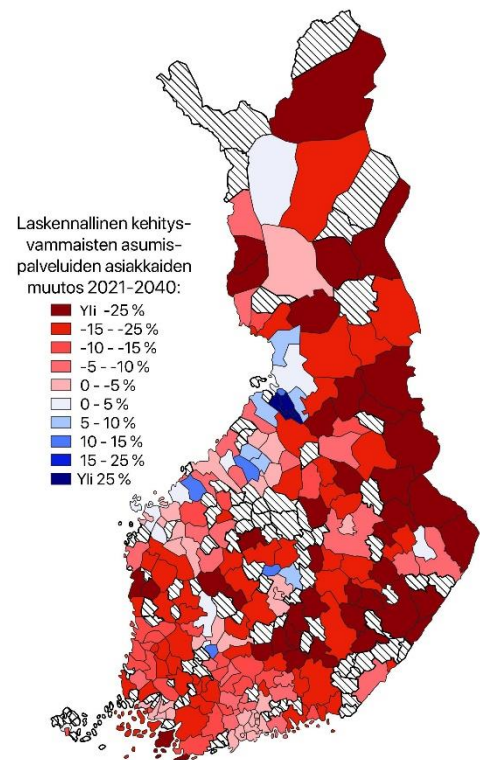 Laskennallinen kehitys-
vammaisten asumis-
palveluiden asiakkaiden
muutos 2021-2040:
Yli -25 %
-15 - -25 %
-10 - -15 %
-5 - -10 %
0 - -5 %
0 - 5 %
5 - 10 %
10 - 15 %
15 - 25 %
Yli 25 %